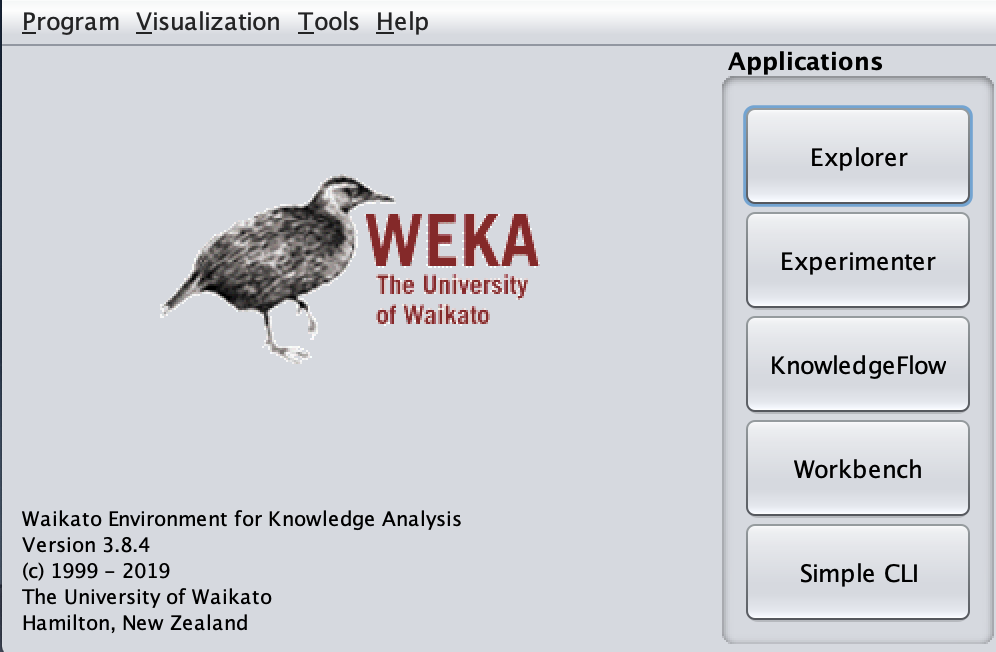 Program Visualization Tools Help
Applications
Explorer
WEKA
The University
of Waikato
Experimenter
KnowledgeFlow
Workbench
Simple CLI
Waikato Environment for Knowledge Analysis
Version 3.8.4
(c) 1999 - 2019
The University of Waikato
Hamilton, New Zealand